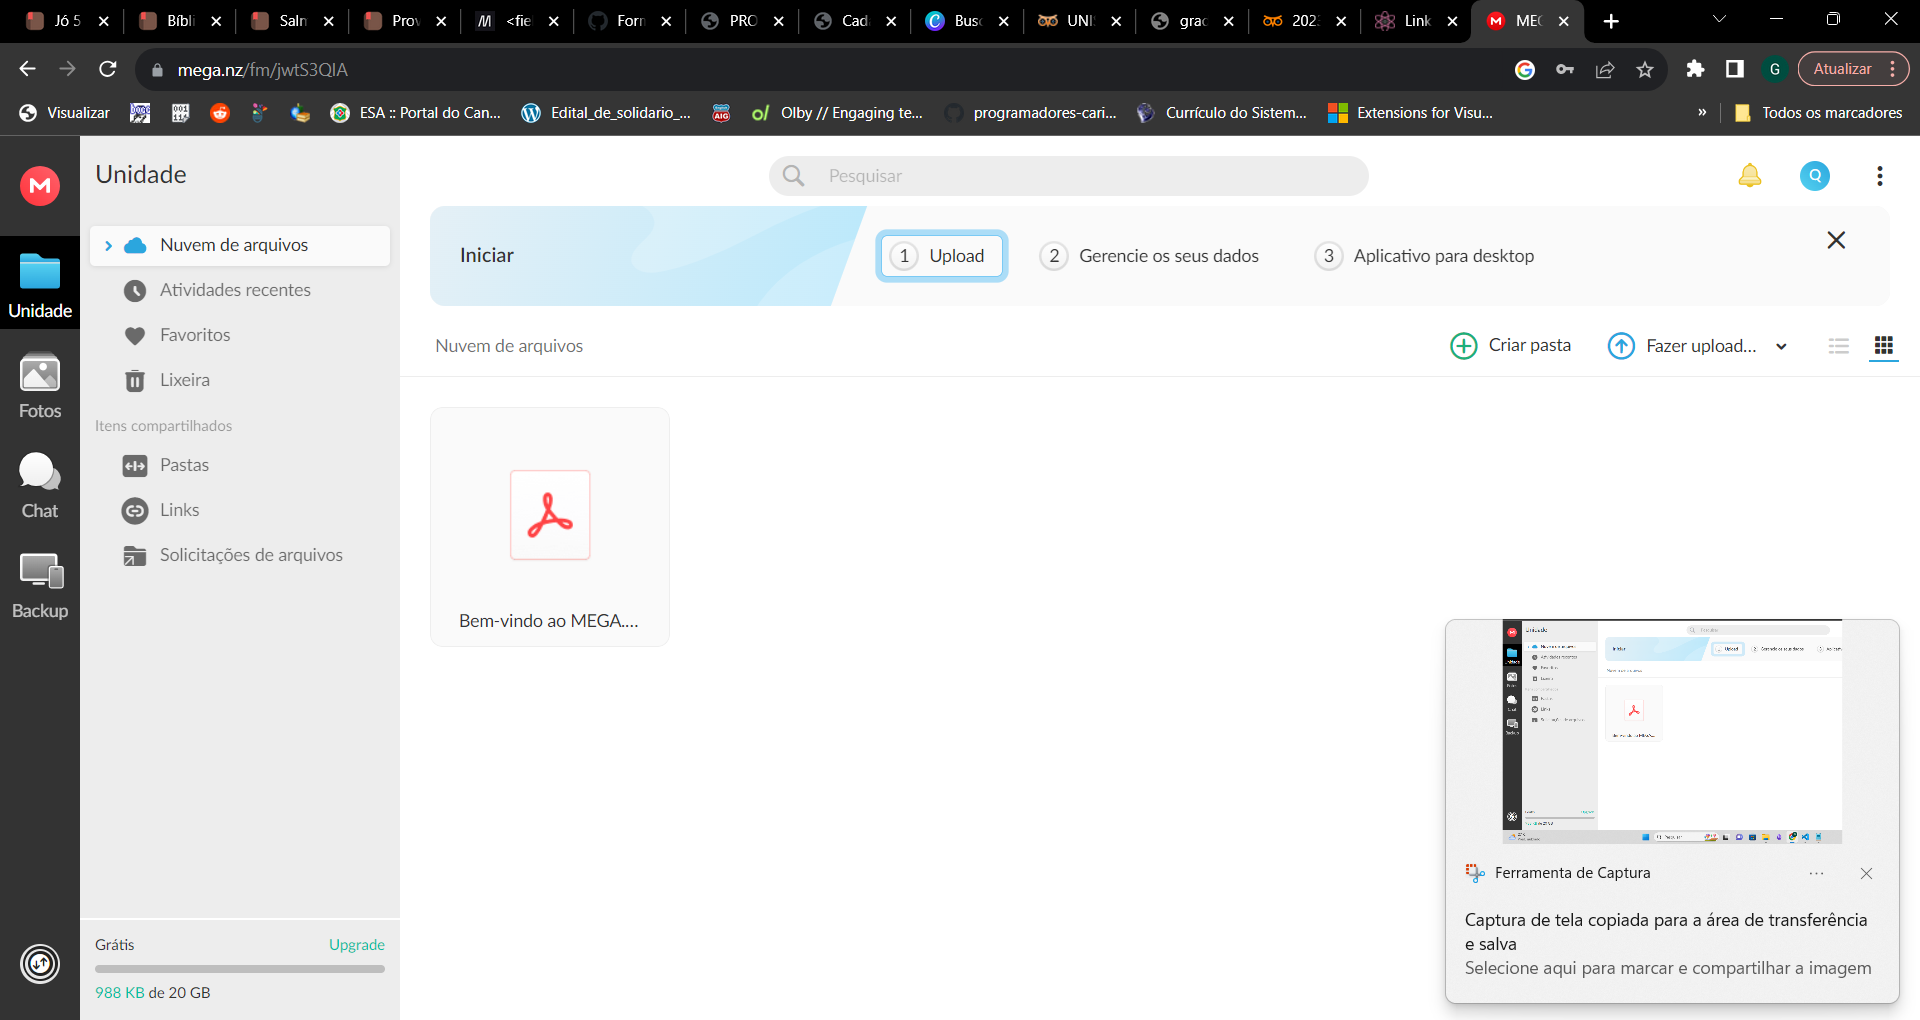 Jó 5
Bíbli
Saln
Prov
<fie
Forn
PRO
Cada
Busc
UNI
grac
202
Link
MEG
mega.nz/fm/jwtS3QIA
G
Atualizar
Visualizar
ESA :: Portal do Can...
Edital_de_solidario_...
Olby // Engaging te...
programadores-cari...
Currículo do Sistem...
Extensions for Visu...
»
Todos os marcadores
Unidade
Pesquisar
Q
Unidade
Fotos
Chat
Backup
Nuvem de arquivos
Atividades recentes
Favoritos
Lixeira
Itens compartilhados
Pastas
Links
Solicitações de arquivos
Iniciar
1 Upload
2 Gerencie os seus dados
3 Aplicativo para desktop
Nuvem de arquivos
Criar pasta
Fazer upload...
Bem-vindo ao MEGA....
Grátis
Upgrade
988 KB de 20 GB
Ferramenta de Captura
Captura de tela copiada para a área de transferência
e salva
Selecione aqui para marcar e compartilhar a imagem